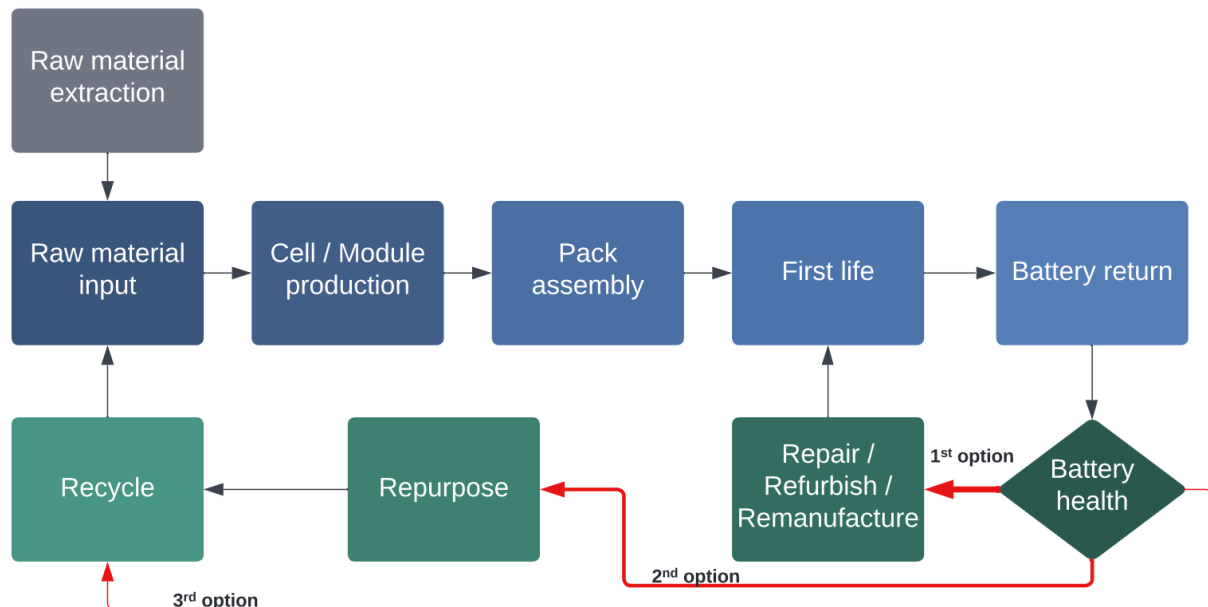 Raw material
extraction
Raw material
input
Cell / Module
production
Pack
assembly
First life
Battery return
Recycle
Repurpose
Repair /
Refurbish /
Remanufacture
1st option
Battery
health
2nd option
3rd option